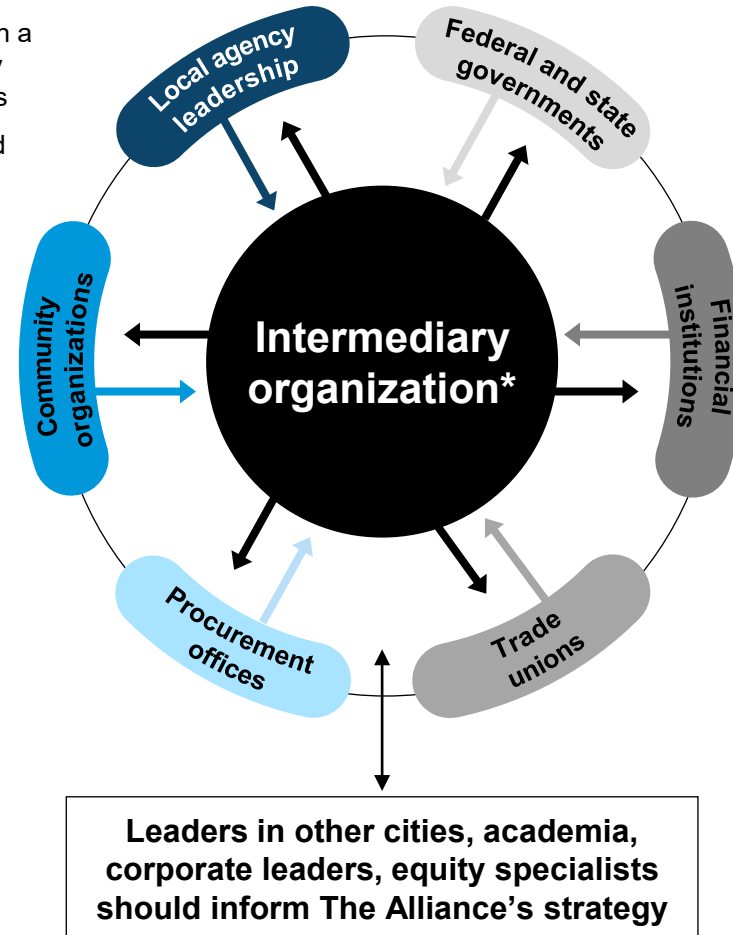 n a
s
d
Local agency
leadership
Federal and state
governments
Community
organizations
Financial
institutions
Intermediary
organization*
Procurement
offices
Trade
unions
Leaders in other cities, academia,
corporate leaders, equity specialists
should inform The Alliance's strategy